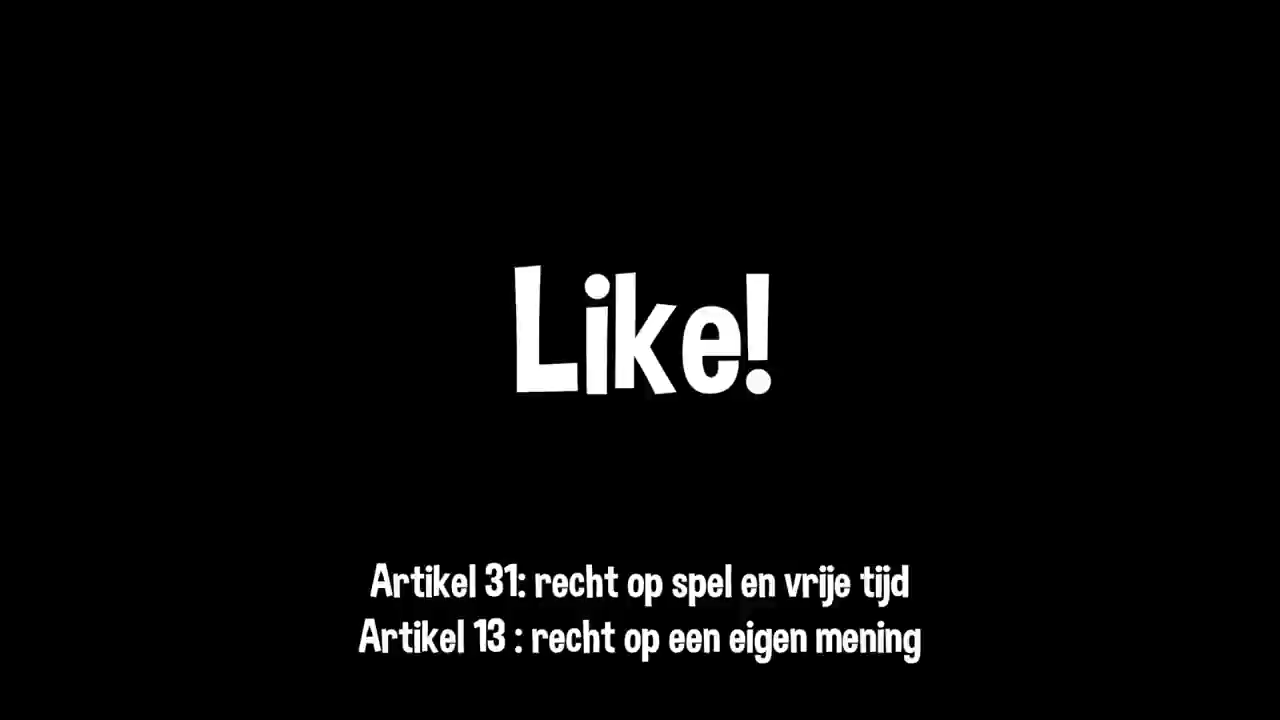 Like!
Artikel 31: recht op spel en vrije tijd
Artikel 13 : recht op een eigen mening